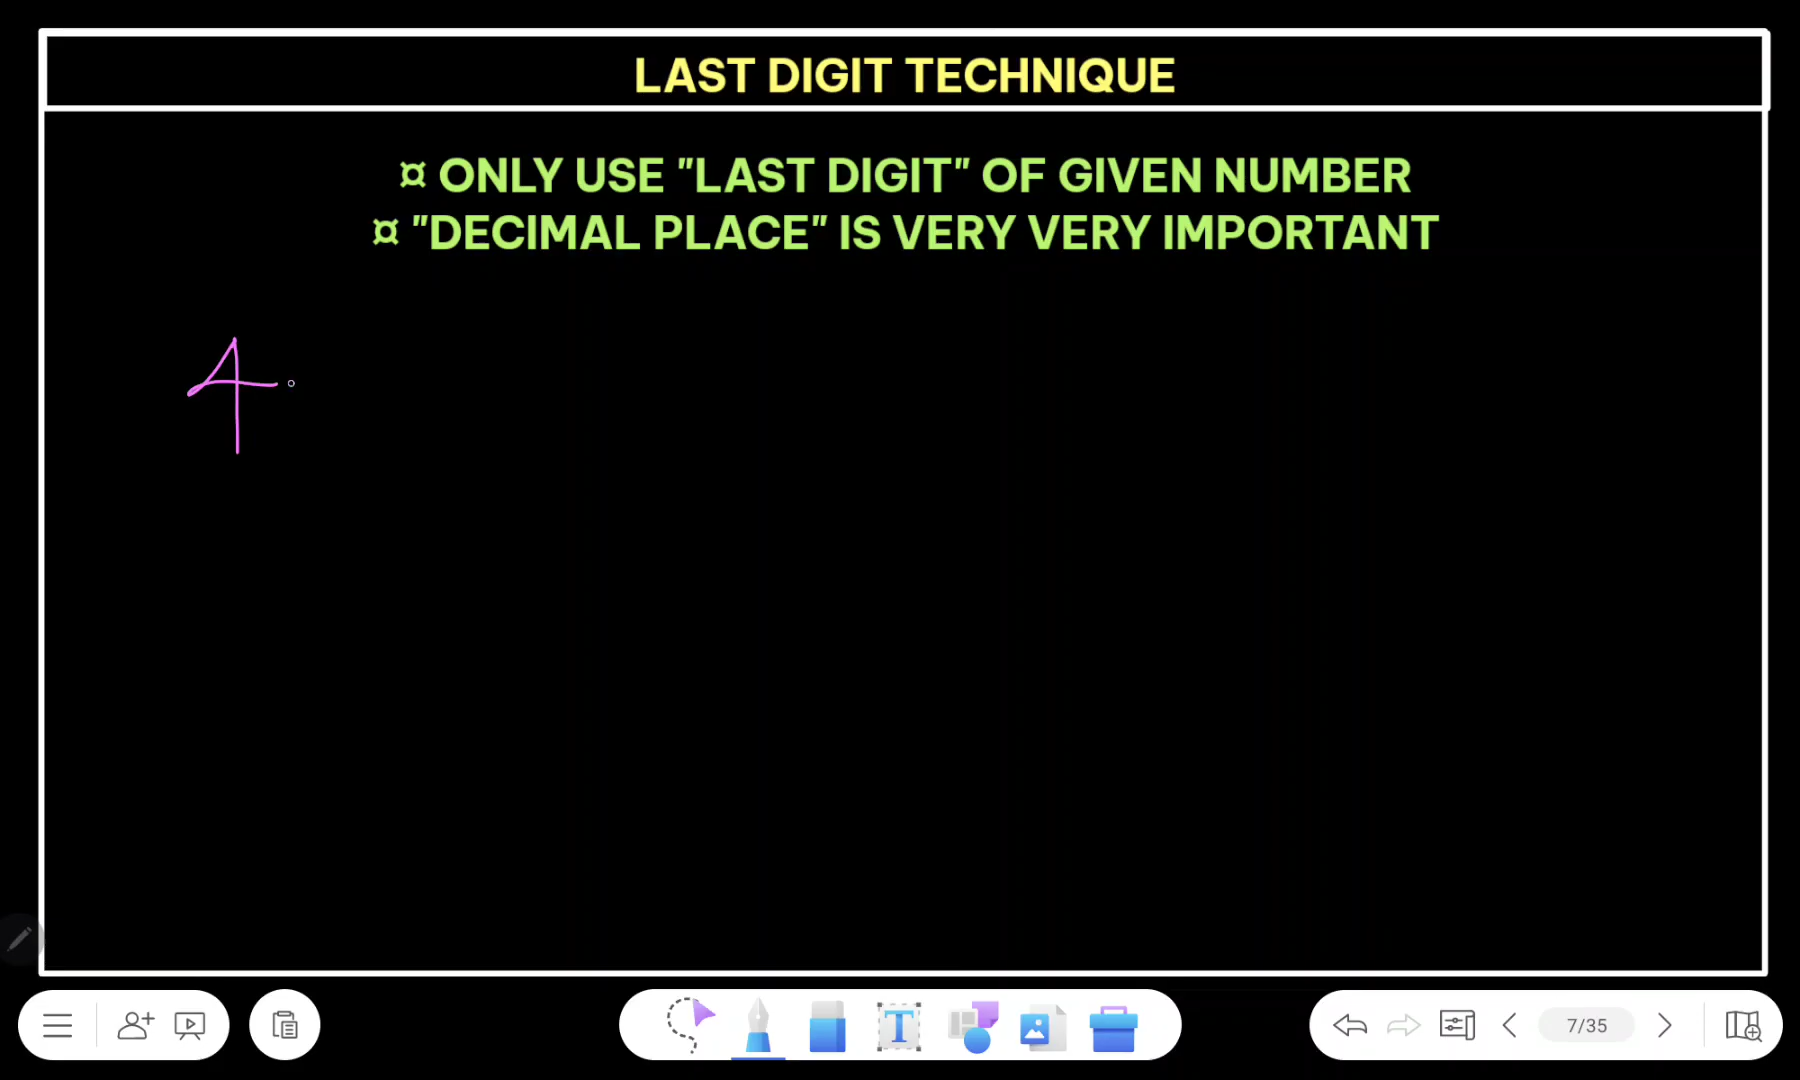 LAST DIGIT TECHNIQUE
¤ ONLY USE "LAST DIGIT" OF GIVEN NUMBER
¤ "DECIMAL PLACE" IS VERY VERY IMPORTANT
4
T
7/35